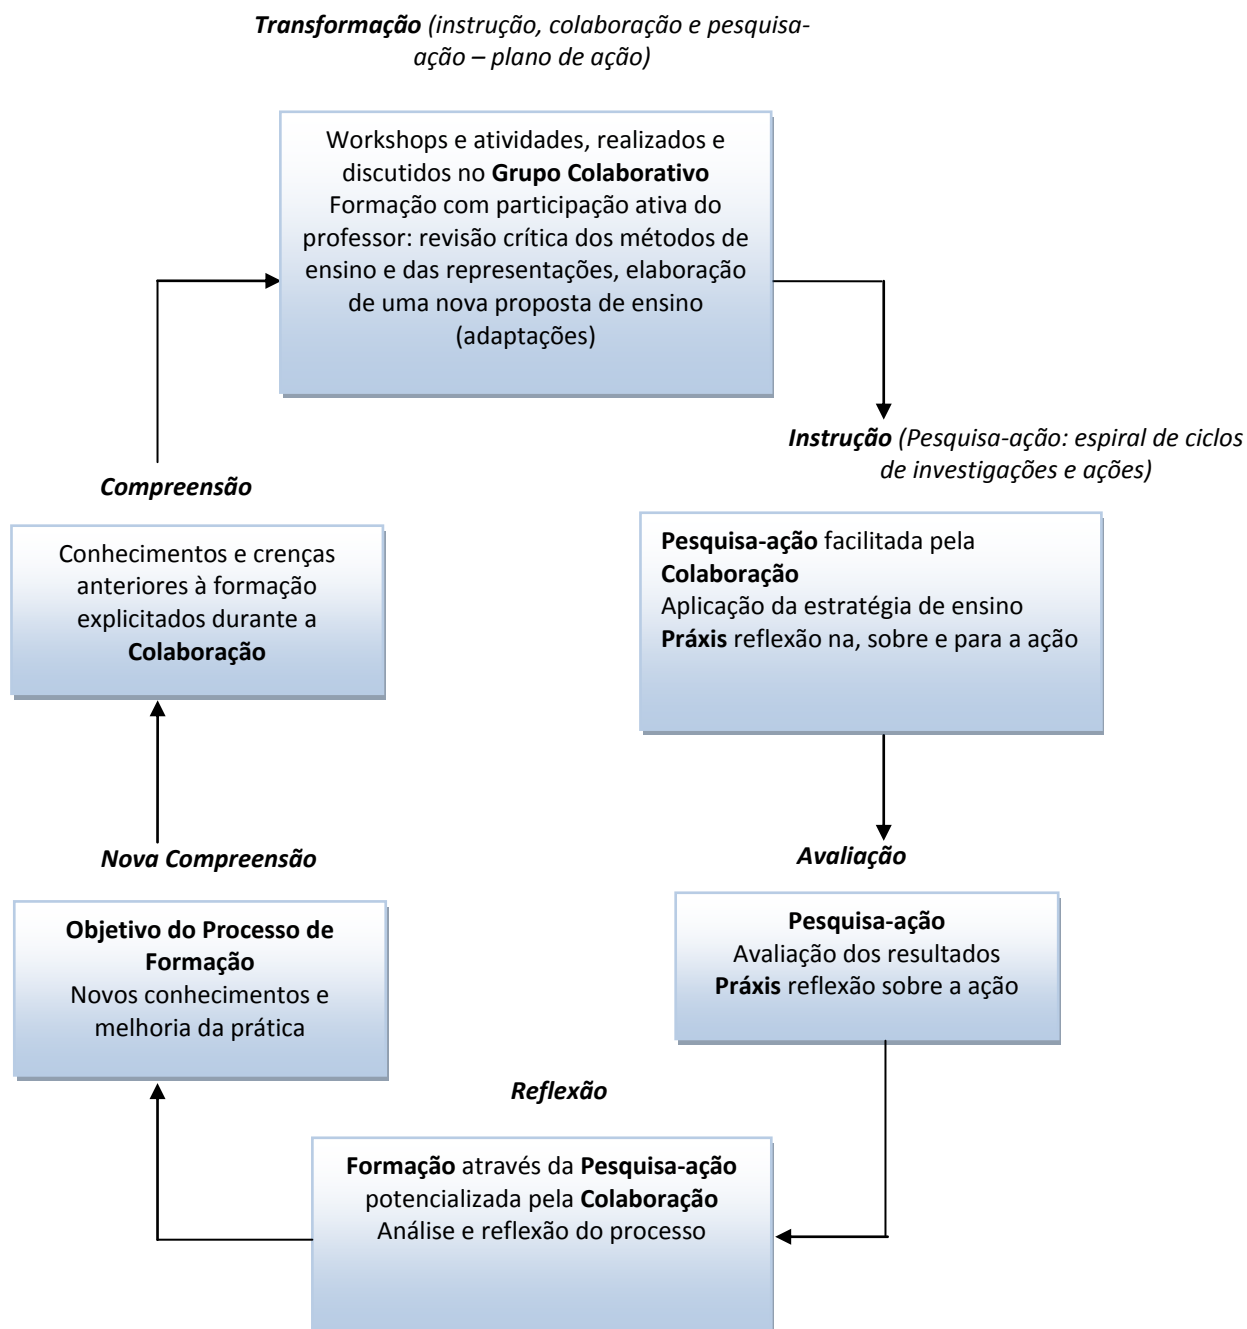 Transformação (instrução, colaboração e pesquisa-
ação – plano de ação)
Workshops e atividades, realizados e
discutidos no Grupo Colaborativo
Formação com participação ativa do
professor: revisão crítica dos métodos de
ensino e das representações, elaboração
de uma nova proposta de ensino
(adaptações)
Instrução (Pesquisa-ação: espiral de ciclos
de investigações e ações)
Compreensão
Conhecimentos e crenças
anteriores à formação
explicitados durante a
Colaboração
Pesquisa-ação facilitada pela
Colaboração
Aplicação da estratégia de ensino
Práxis reflexão na, sobre e para a ação
Nova Compreensão
Objetivo do Processo de
Formação
Novos conhecimentos e
melhoria da prática
Avaliação
Pesquisa-ação
Avaliação dos resultados
Práxis reflexão sobre a ação
Reflexão
Formação através da Pesquisa-ação
potencializada pela Colaboração
Análise e reflexão do processo